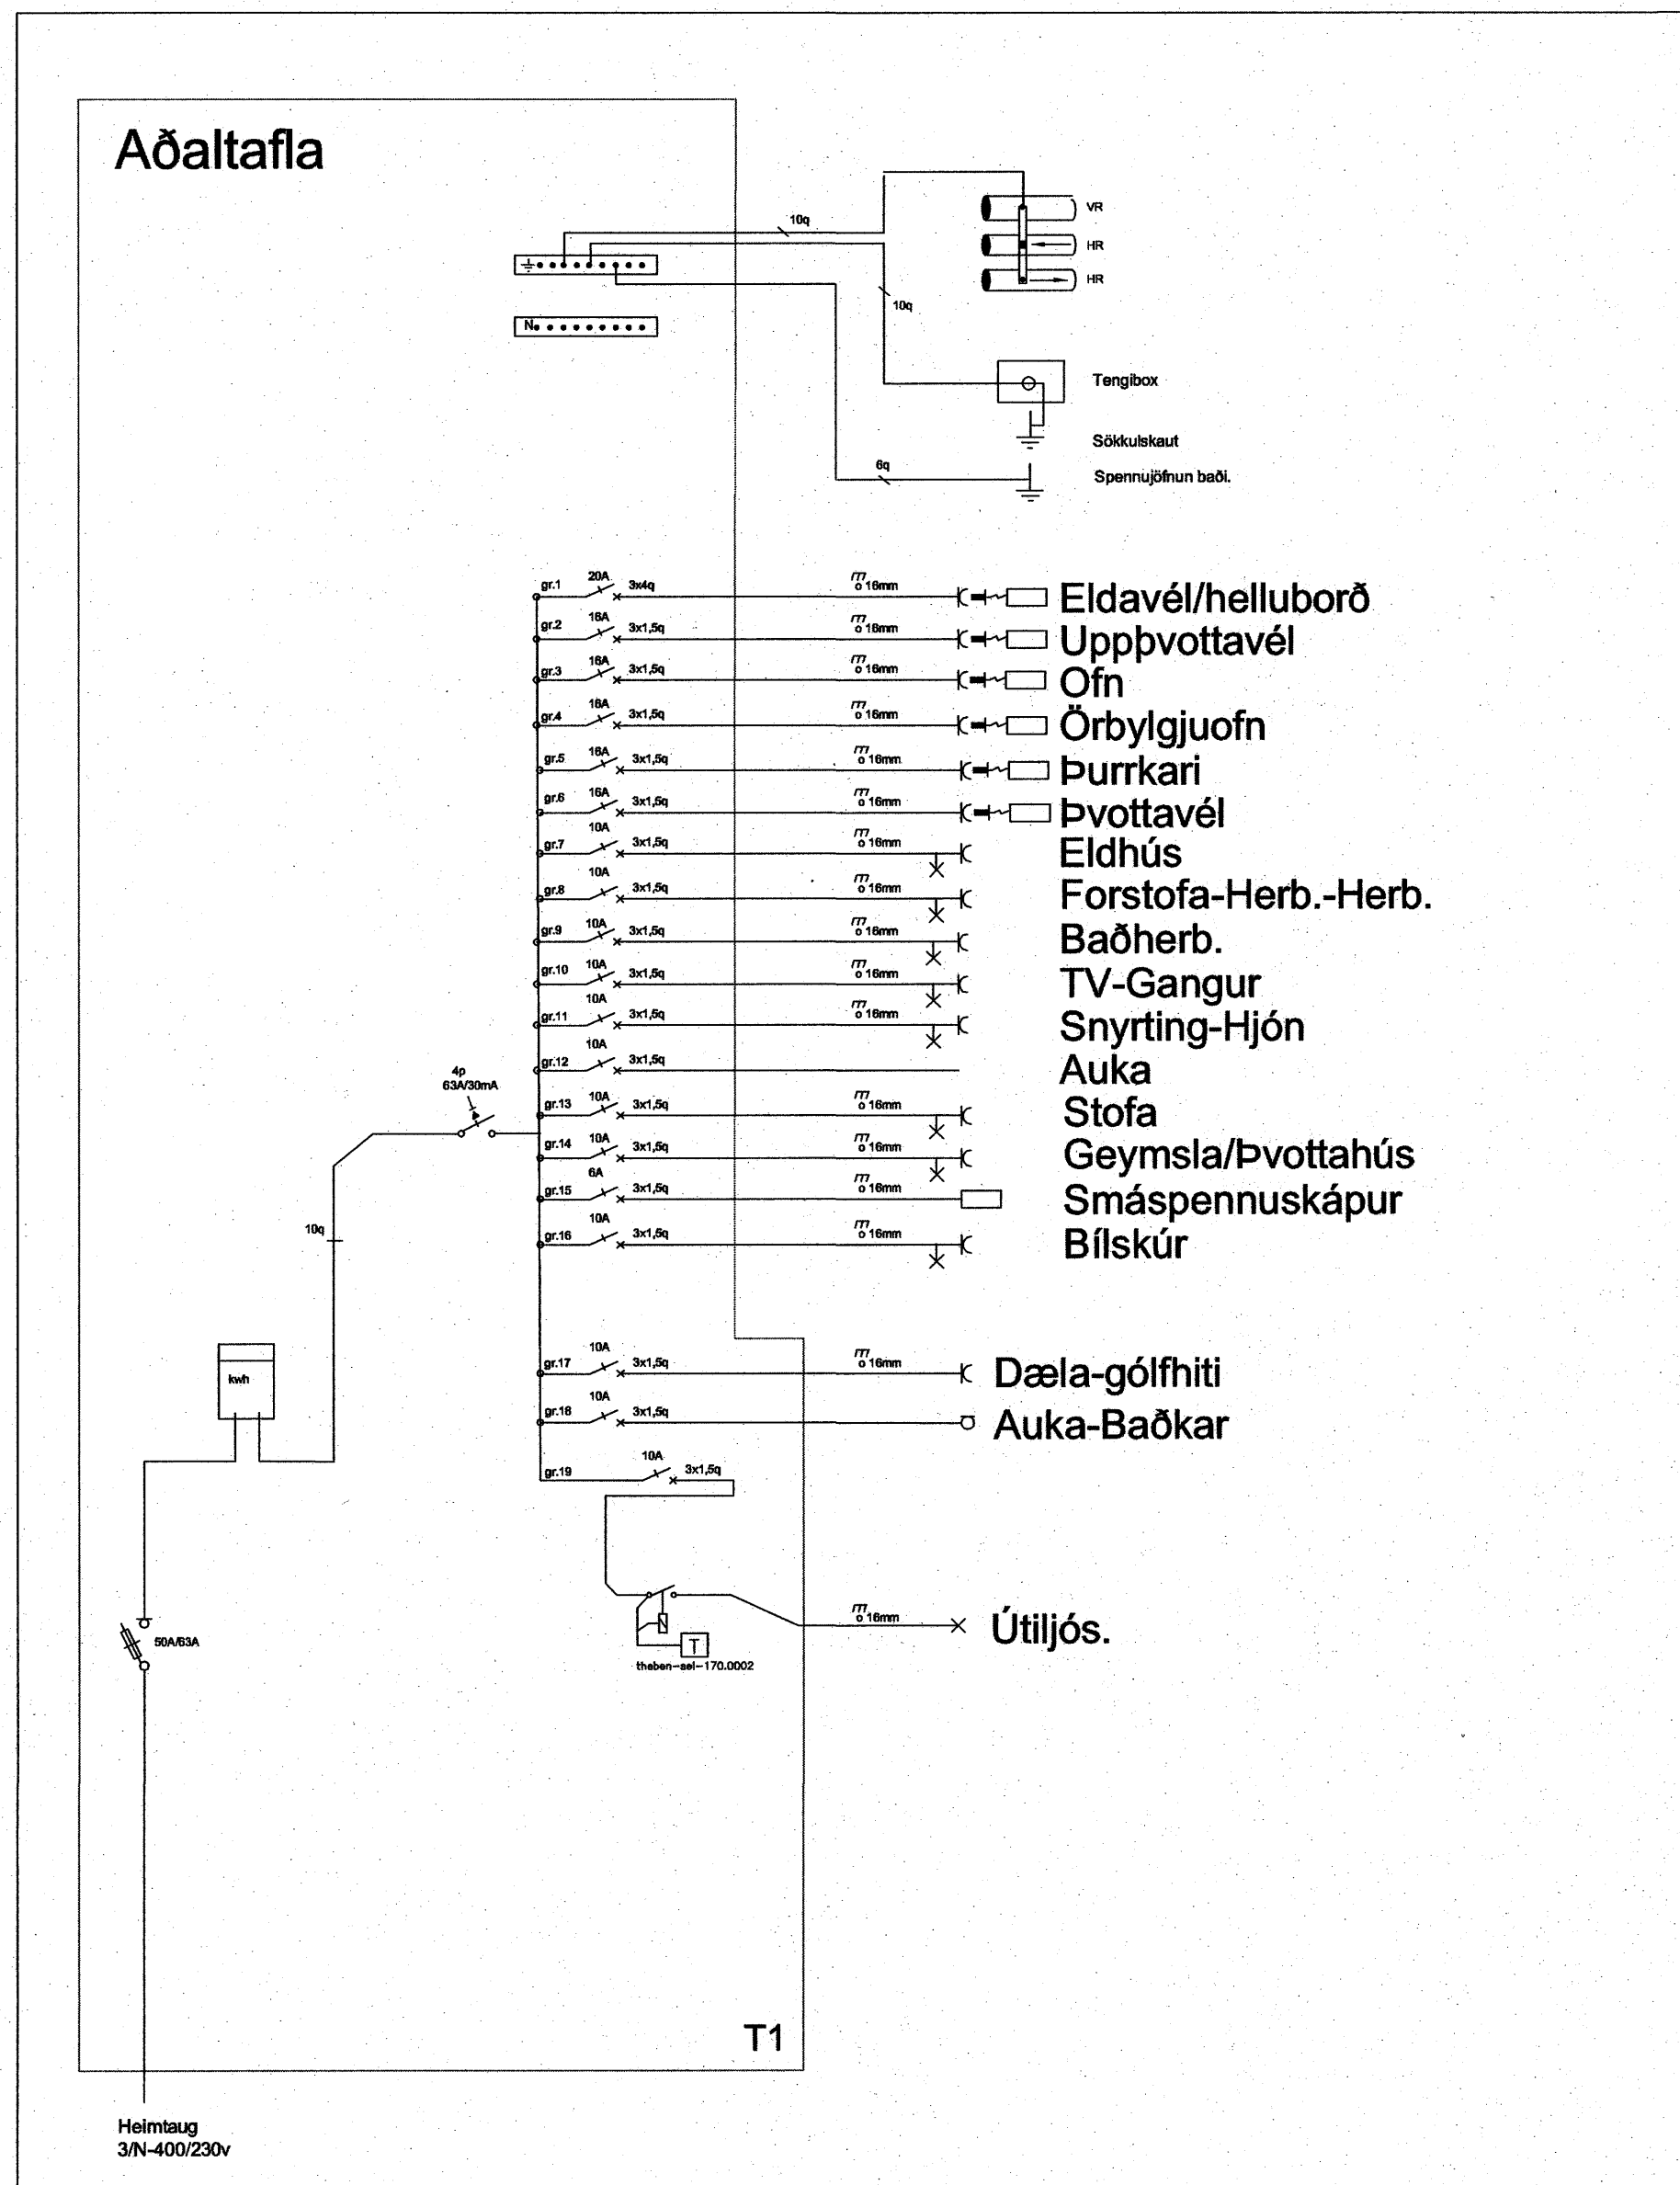 Aðaltafla
10q
VR
HR
HR
10q
N
Tengibox
Sökkulskaut
6q
Spennujöfnun baði.
gr.1 20A 3x4q 16mm Eldavél/helluborð
gr.2 16A 3x1,5q 16mm Uppþvottavél
gr.3 16A 3x1,5q 16mm Ofn
gr.4 16A 3x1,5q 16mm Örbylgjuofn
gr.5 16A 3x1,5q 16mm Þurrkari
gr.6 16A 3x1,5q 16mm Þvottavél
gr.7 10A 3x1,5q 16mm Eldhús
gr.8 10A 3x1,5q 16mm Forstofa-Herb.-Herb.
gr.9 10A 3x1,5q 16mm Baðherb.
gr.10 10A 3x1,5q 16mm TV-Gangur
gr.11 10A 3x1,5q 16mm Snyrting-Hjón
gr.12 10A 3x1,5q Auka
4p
63A/30mA
gr.13 10A 3x1,5q 16mm Stofa
gr.14 10A 3x1,5q 16mm Geymsla/Þvottahús
gr.15 6A 3x1,5q 16mm Smáspennuskápur
10q
gr.16 10A 3x1,5q 16mm Bílskúr
kwh
gr.17 10A 3x1,5q 16mm Dæla-gólfhiti
gr.18 10A 3x1,5q Auka-Baðkar
gr.19 10A 3x1,5q
16mm Útiljós.
50A/63A
T
theben-sel-170.0002
T1
Heimtaug
3/N-400/230v